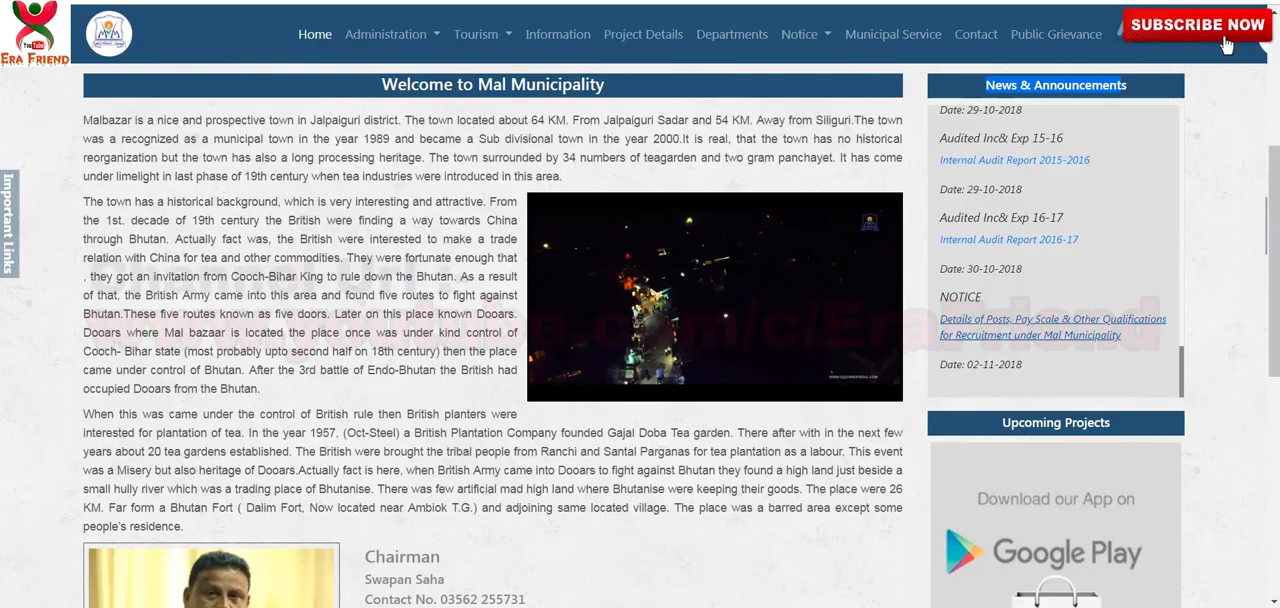 YouTube
ERA FRIEND
Home
Administration
Tourism
Information
Project Details
Departments
Notice
Municipal Service
Contact
Public Grievance
SUBSCRIBE NOW
Important Links
Welcome to Mal Municipality
Malbazar is a nice and prospective town in Jalpaiguri district. The town located about 64 KM. From Jalpaiguri Sadar and 54 KM. Away from Siliguri.The town
was a recognized as a municipal town in the year 1989 and became a Sub divisional town in the year 2000.It is real, that the town has no historical
reorganization but the town has also a long processing heritage. The town surrounded by 34 numbers of teagarden and two gram panchayet. It has come
under limelight in last phase of 19th century when tea industries were introduced in this area.
The town has a historical background, which is very interesting and attractive. From
the 1st. decade of 19th century the British were finding a way towards China
through Bhutan. Actually fact was, the British were interested to make a trade
relation with China for tea and other commodities. They were fortunate enough that
, they got an invitation from Cooch-Bihar King to rule down the Bhutan. As a result
of that, the British Army came into this area and found five routes to fight against
Bhutan.These five routes known as five doors. Later on this place known Dooars.
Dooars where Mal bazaar is located the place once was under kind control of
Cooch- Bihar state (most probably upto second half on 18th century) then the place
came under control of Bhutan. After the 3rd battle of Endo-Bhutan the British had
occupied Dooars from the Bhutan.
When this was came under the control of British rule then British planters were
interested for plantation of tea. In the year 1957, (Oct-Steel) a British Plantation Company founded Gajal Doba Tea garden. There after with in the next few
years about 20 tea gardens established. The British were brought the tribal people from Ranchi and Santal Parganas for tea plantation as a labour. This event
was a Misery but also heritage of Dooars.Actually fact is here, when British Army came into Dooars to fight against Bhutan they found a high land just beside a
small hully river which was a trading place of Bhutanise. There was few artificial mad high land where Bhutanise were keeping their goods. The place were 26
KM. Far form a Bhutan Fort ( Dalim Fort, Now located near Ambiok T.G.) and adjoining same located village. The place was a barred area except some
people's residence.
Chairman
Swapan Saha
Contact No. 03562 255731
News & Announcements
Date: 29-10-2018
Audited Inc& Exp 15-16
Internal Audit Report 2015-2016
Date: 29-10-2018
Audited Inc& Exp 16-17
Internal Audit Report 2016-17
Date: 30-10-2018
NOTICE
Details of Posts, Pay Scale & Other Qualifications
for Recruitment under Mal Municipality
Date: 02-11-2018
Upcoming Projects
Download our App on
Google Play